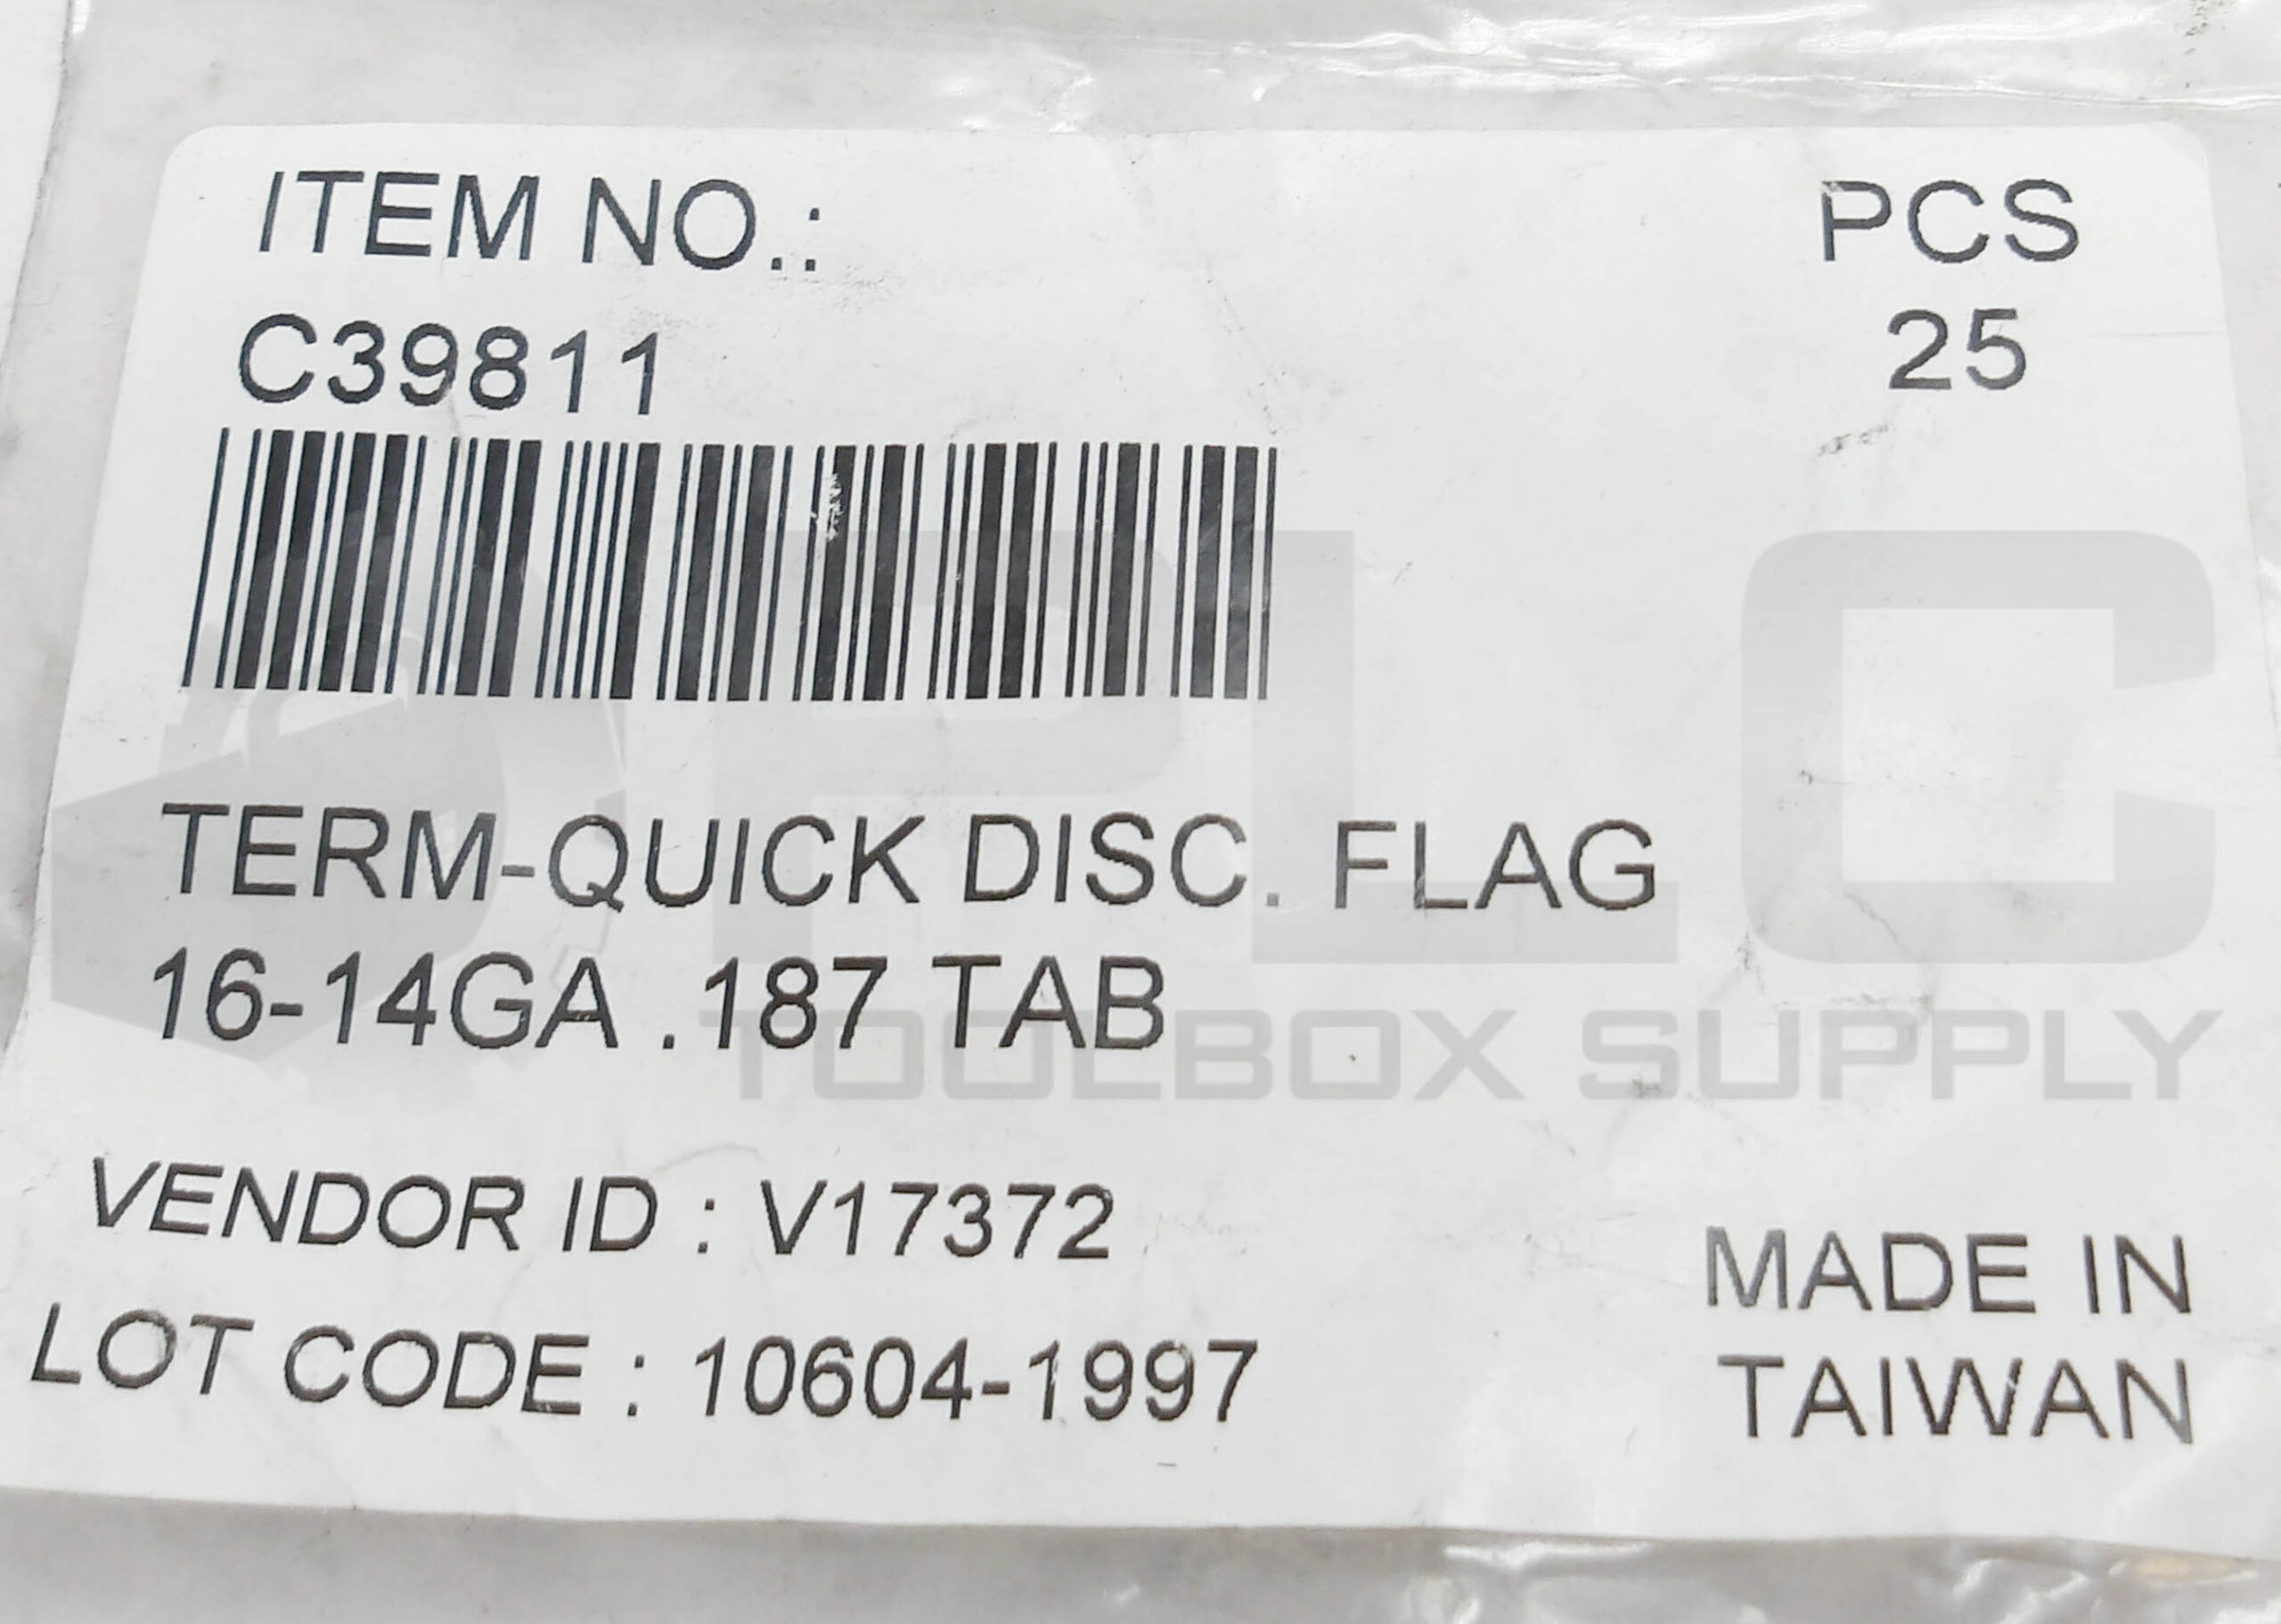 ITEM NO.:
PCS
C39811
25
TERM-QUICK DISC. FLAG
16-14GA .187 TAB
VENDOR ID : V17372
LOT CODE : 10604-1997
MADE IN
TAIWAN
PLC
TOOLBOX SUPPLY